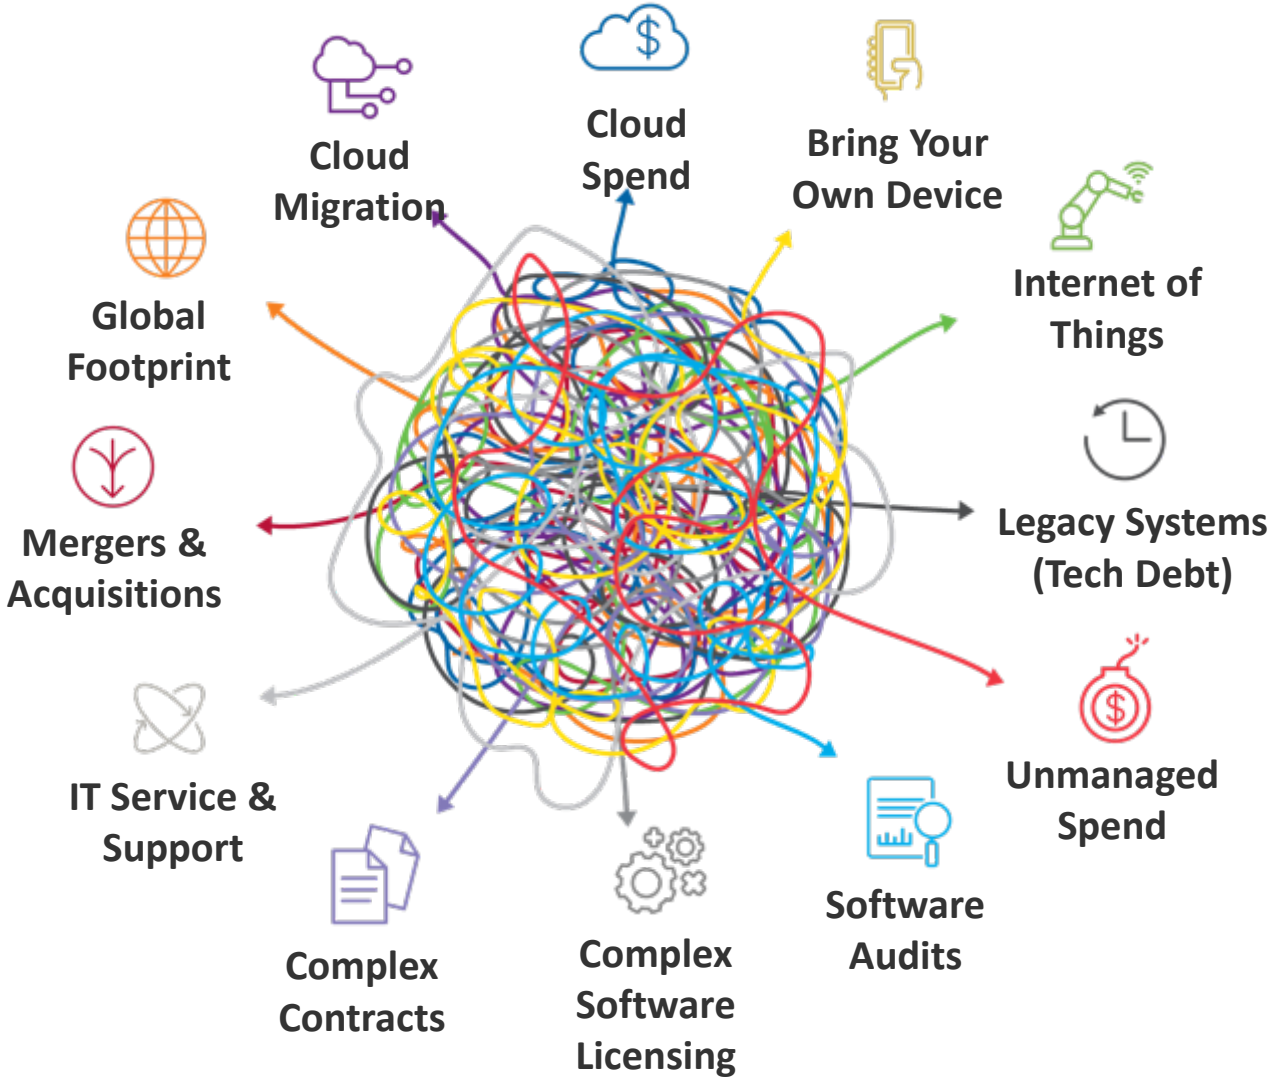 Cloud
Spend
Bring Your
Own Device
Internet of
Things
Legacy Systems
(Tech Debt)
Unmanaged
Spend
Software
Audits
Complex
Software
Licensing
Complex
Contracts
IT Service &
Support
Mergers &
Acquisitions
Global
Footprint
Cloud
Migration